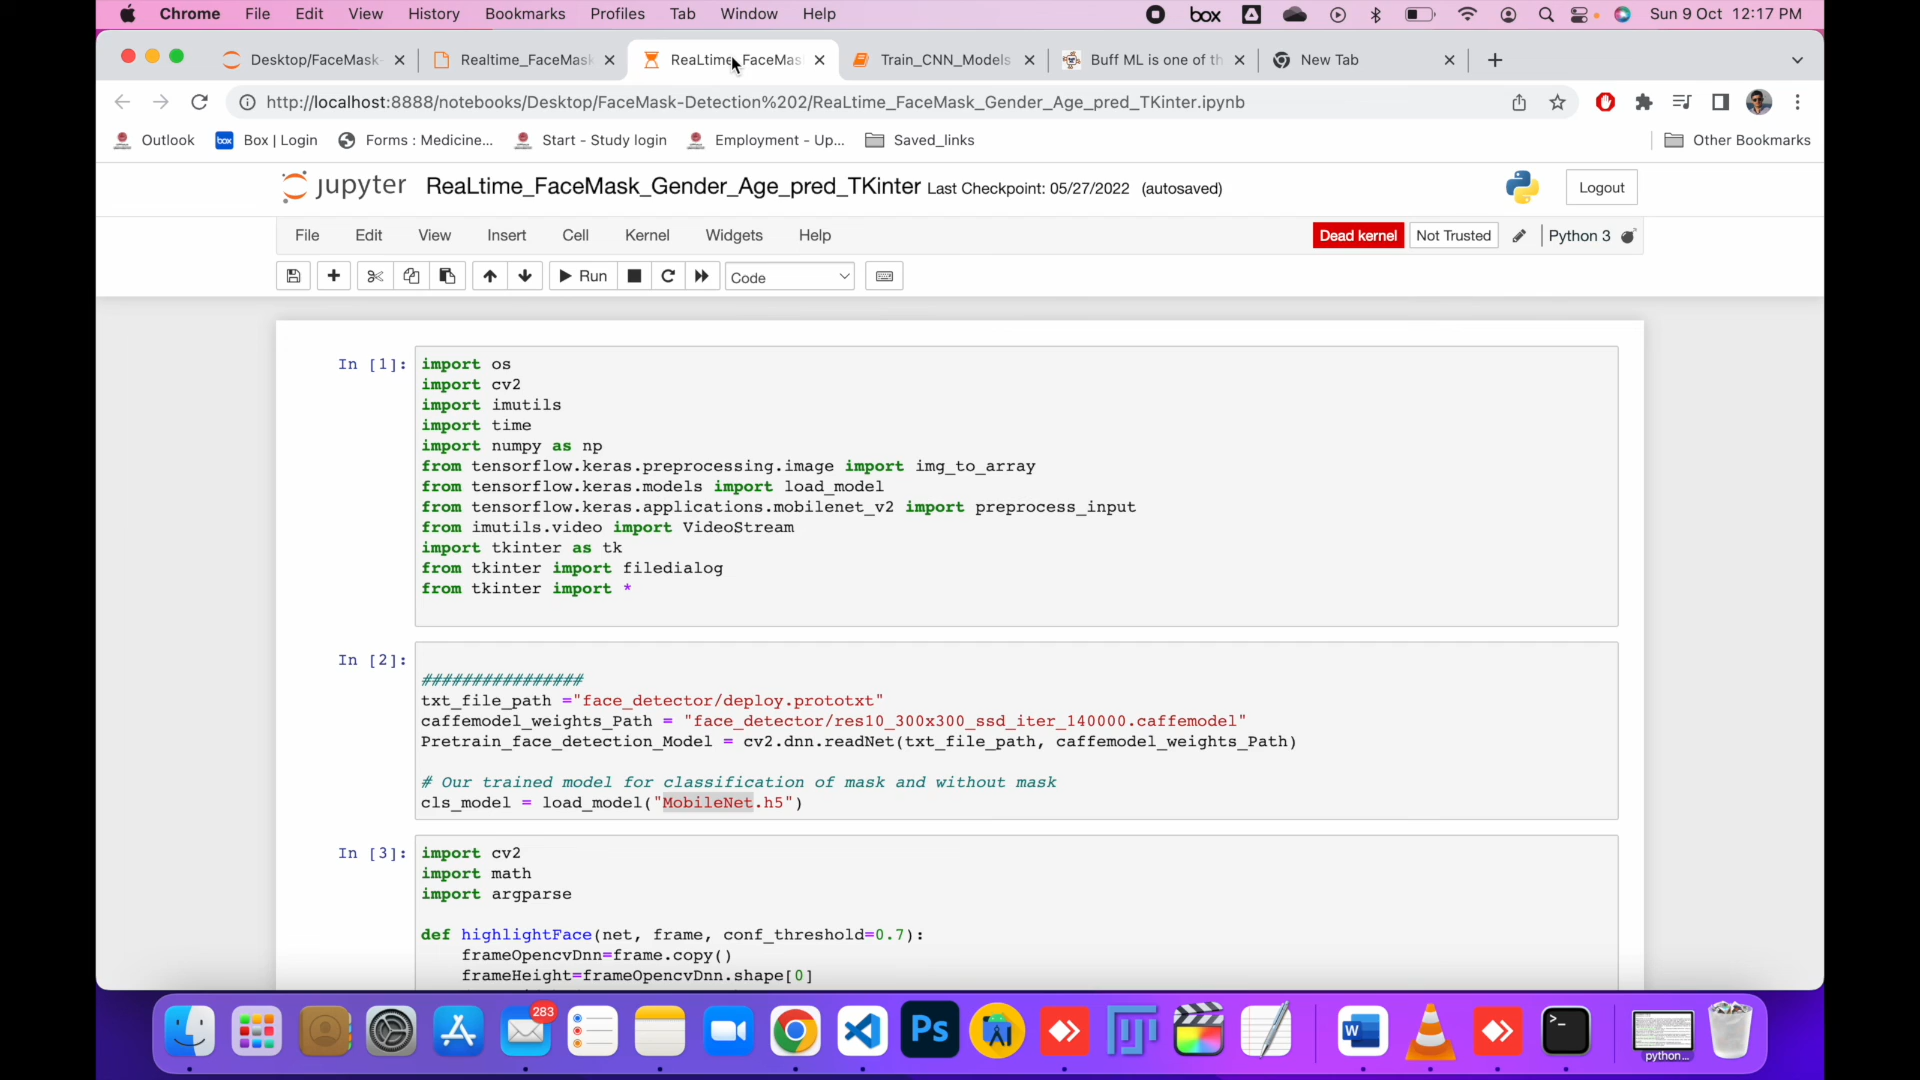 Chrome File Edit View History Bookmarks Profiles Tab Window Help box Sun 9 Oct 12:17 PM
Desktop/FaceMask- Realtime_FaceMask ReaLtime_FaceMas Train_CNN_Models Buff ML is one of th New Tab
http://localhost:8888/notebooks/Desktop/FaceMask-Detection%202/ReaLtime_FaceMask_Gender_Age_pred_TKinter.ipynb
Outlook box Box | Login Forms : Medicine... Start - Study login Employment - Up... Saved_links Other Bookmarks
jupyter ReaLtime_FaceMask_Gender_Age_pred_TKinter Last Checkpoint: 05/27/2022 (autosaved) Logout
File Edit View Insert Cell Kernel Widgets Help Dead kernel Not Trusted Python 3
Run Code
In [1]: import os
import cv2
import imutils
import time
import numpy as np
from tensorflow.keras.preprocessing.image import img_to_array
from tensorflow.keras.models import load_model
from tensorflow.keras.applications.mobilenet_v2 import preprocess_input
from imutils.video import VideoStream
import tkinter as tk
from tkinter import filedialog
from tkinter import *
In [2]:
################
txt_file_path ="face_detector/deploy.prototxt"
caffemodel_weights_Path = "face_detector/res10_300x300_ssd_iter_140000.caffemodel"
Pretrain_face_detection_Model = cv2.dnn.readNet(txt_file_path, caffemodel_weights_Path)
# Our trained model for classification of mask and without mask
cls_model = load_model("MobileNet.h5")
In [3]: import cv2
import math
import argparse
def highlightFace(net, frame, conf_threshold=0.7):
frameOpencvDnn=frame.copy()
frameHeight=frameOpencvDnn.shape[0]
283
Ps
W
>_
python...